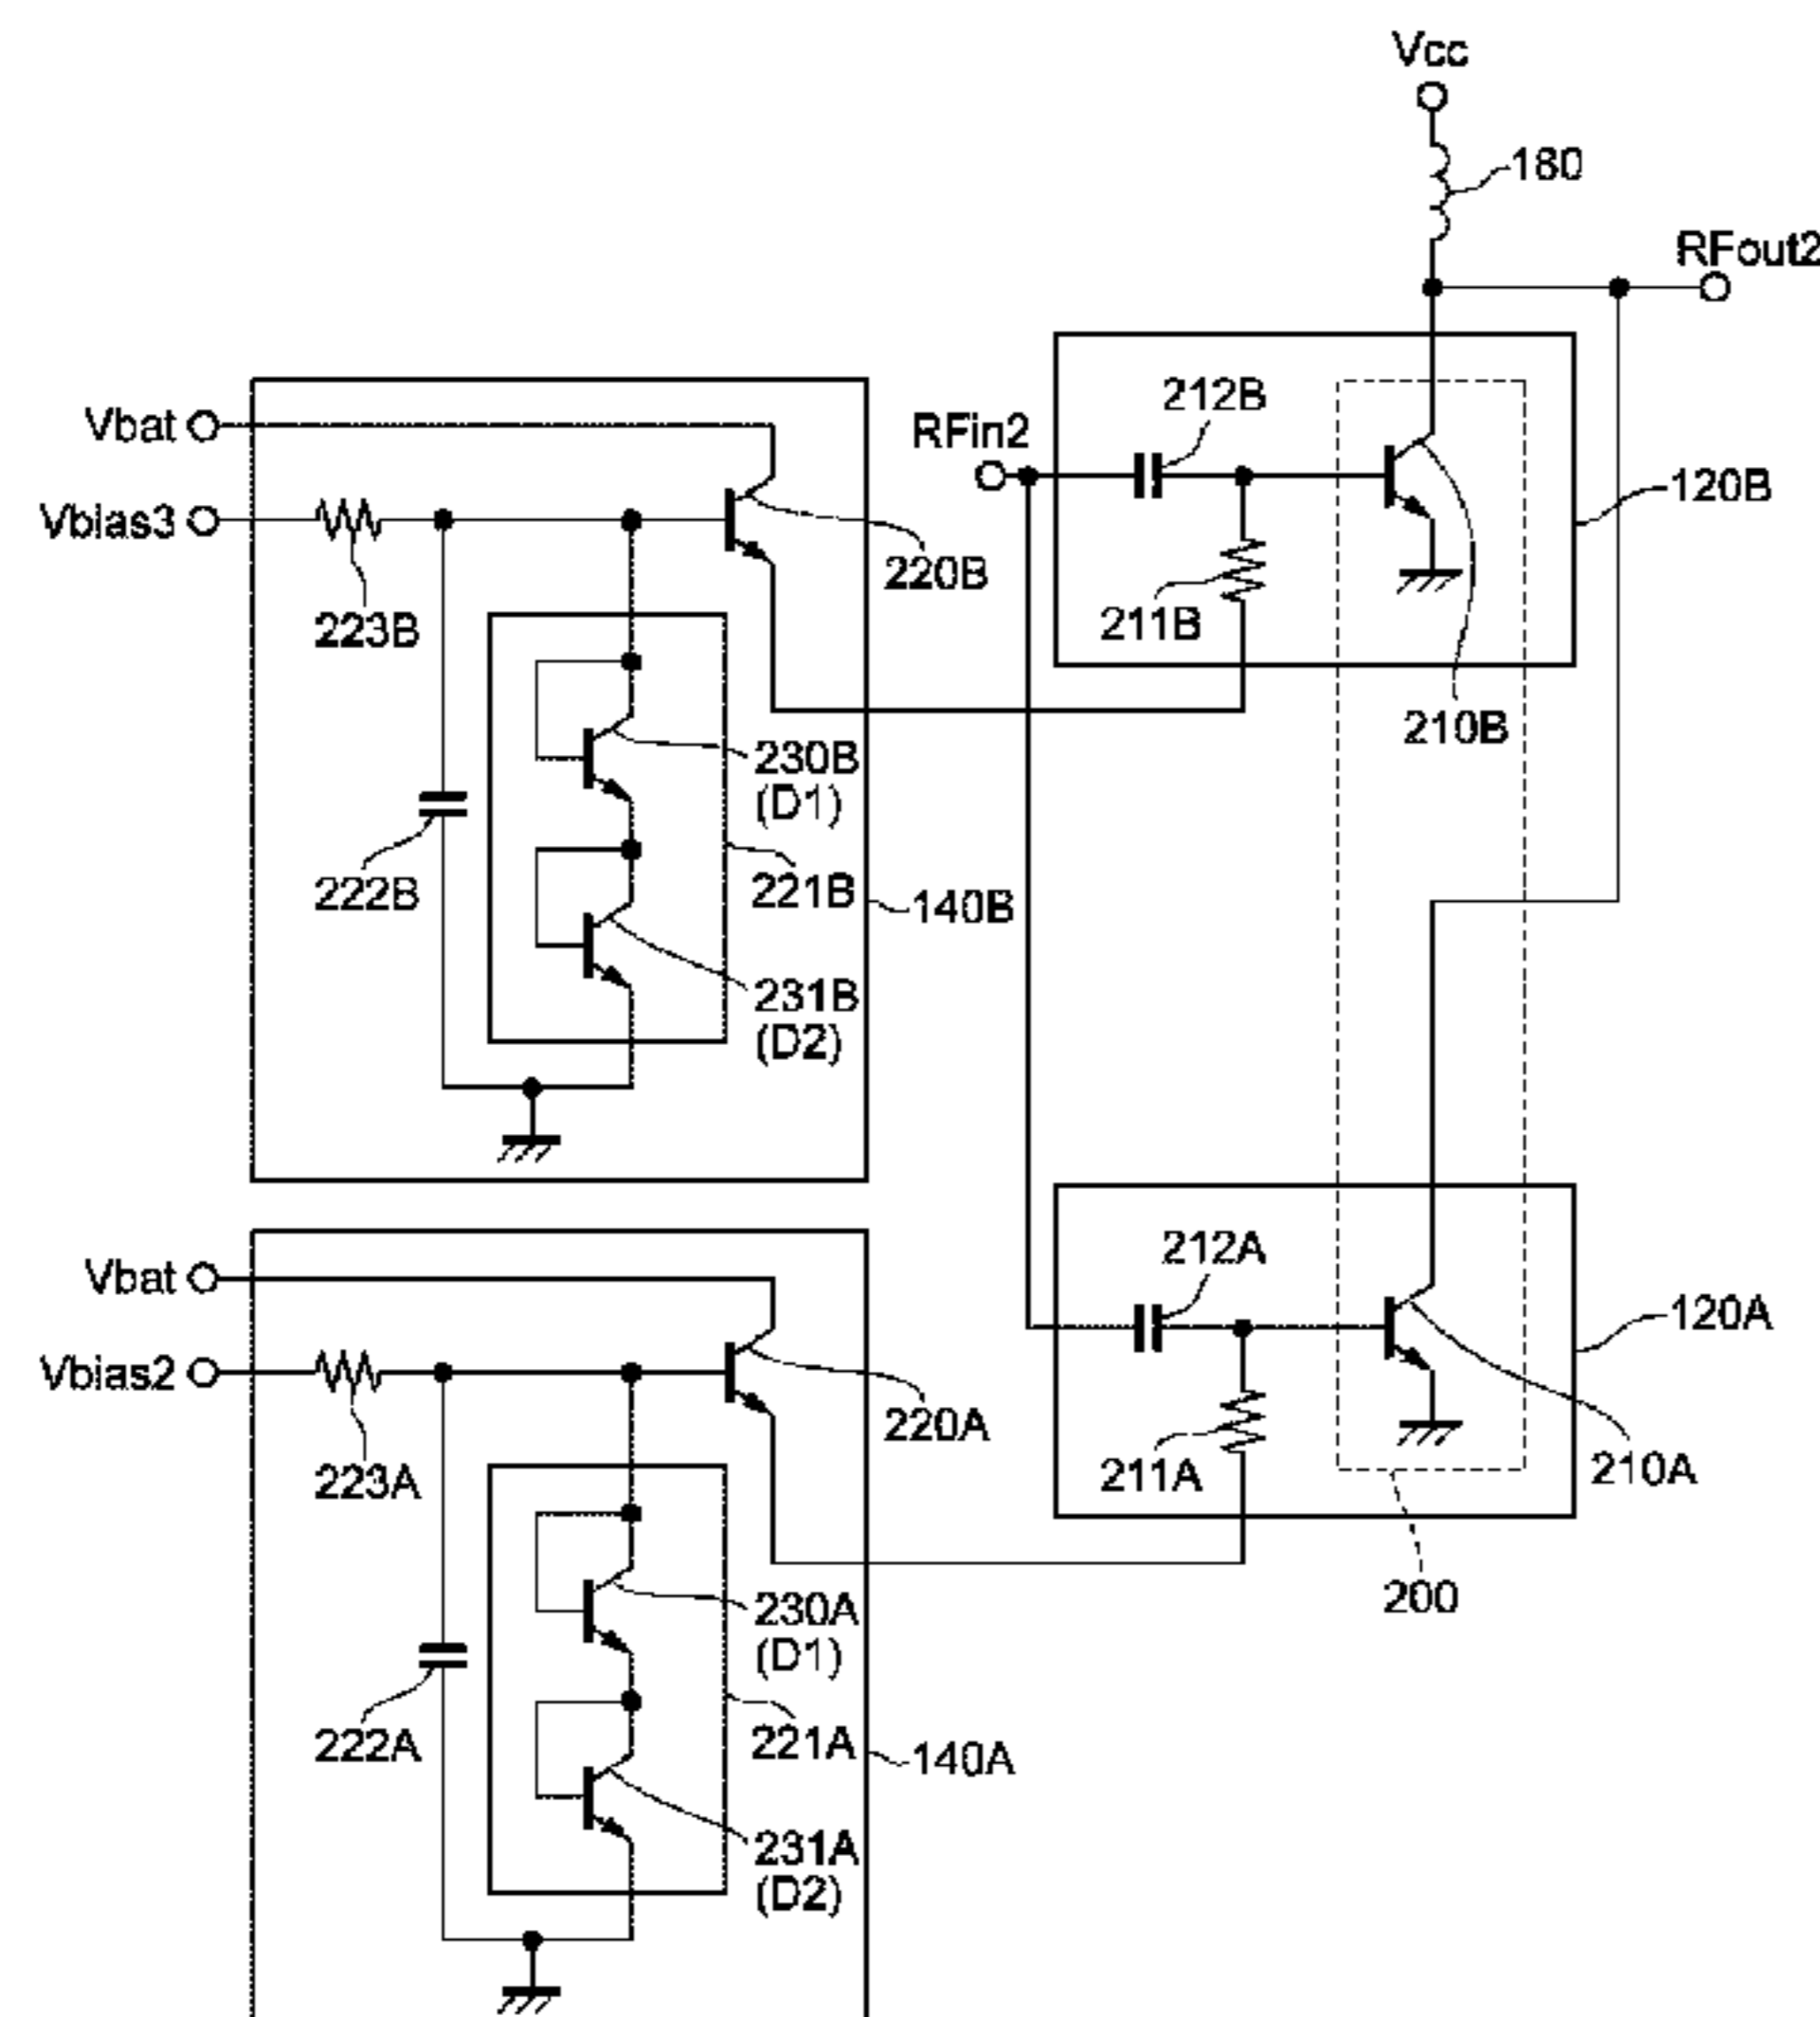 Vcc
180
RFout2
212B
Vbat
RFin2
120B
Vbias3
220B
211B
223B
210B
230B
(D1)
222B
221B
140B
231B
(D2)
212A
Vbat
120A
Vbias2
220A
211A
210A
223A
200
230A
(D1)
222A
221A
140A
231A
(D2)